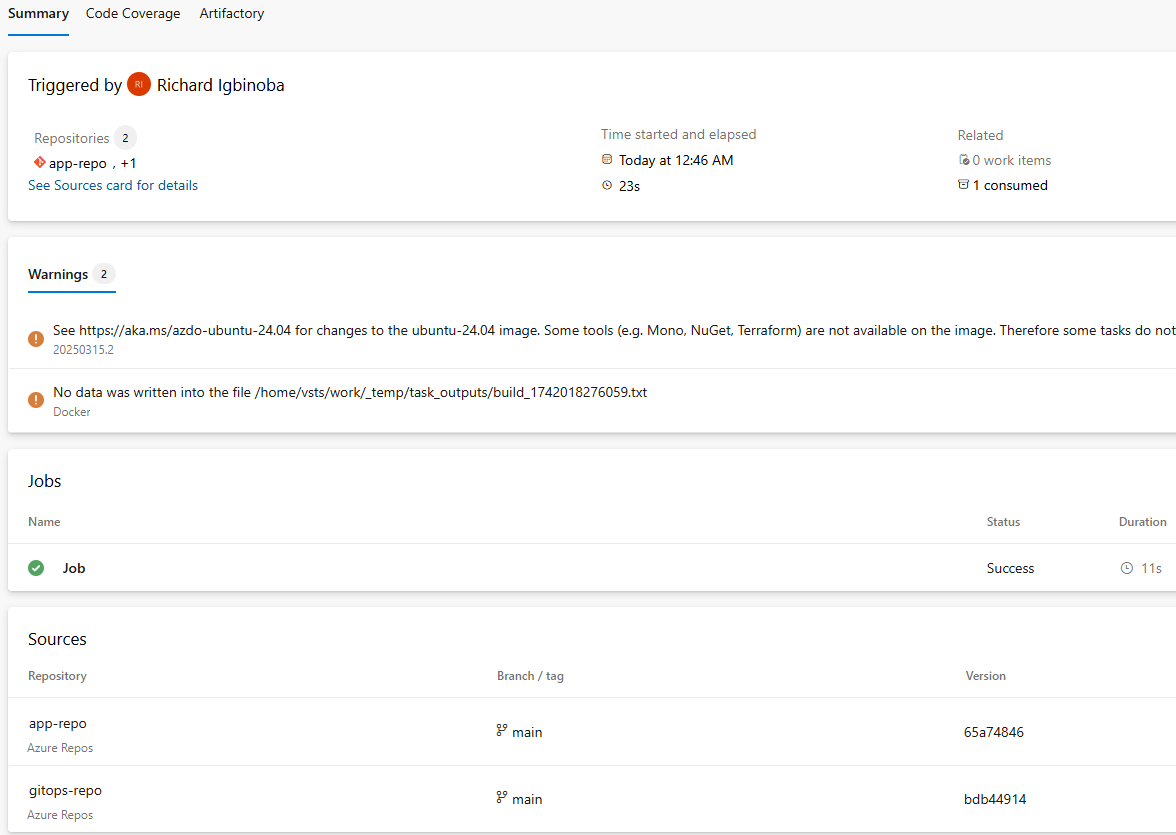 Summary Code Coverage Artifactory
Triggered by RI Richard Igbinoba
Repositories 2
app-repo , +1
See Sources card for details
Time started and elapsed
Today at 12:46 AM
23s
Related
0 work items
1 consumed
Warnings 2
See https://aka.ms/azdo-ubuntu-24.04 for changes to the ubuntu-24.04 image. Some tools (e.g. Mono, NuGet, Terraform) are not available on the image. Therefore some tasks do not
20250315.2
No data was written into the file /home/vsts/work/_temp/task_outputs/build_1742018276059.txt
Docker
Jobs
Name Status Duration
Job Success 11s
Sources
Repository Branch / tag Version
app-repo
Azure Repos
main
65a74846
gitops-repo
Azure Repos
main
bdb44914